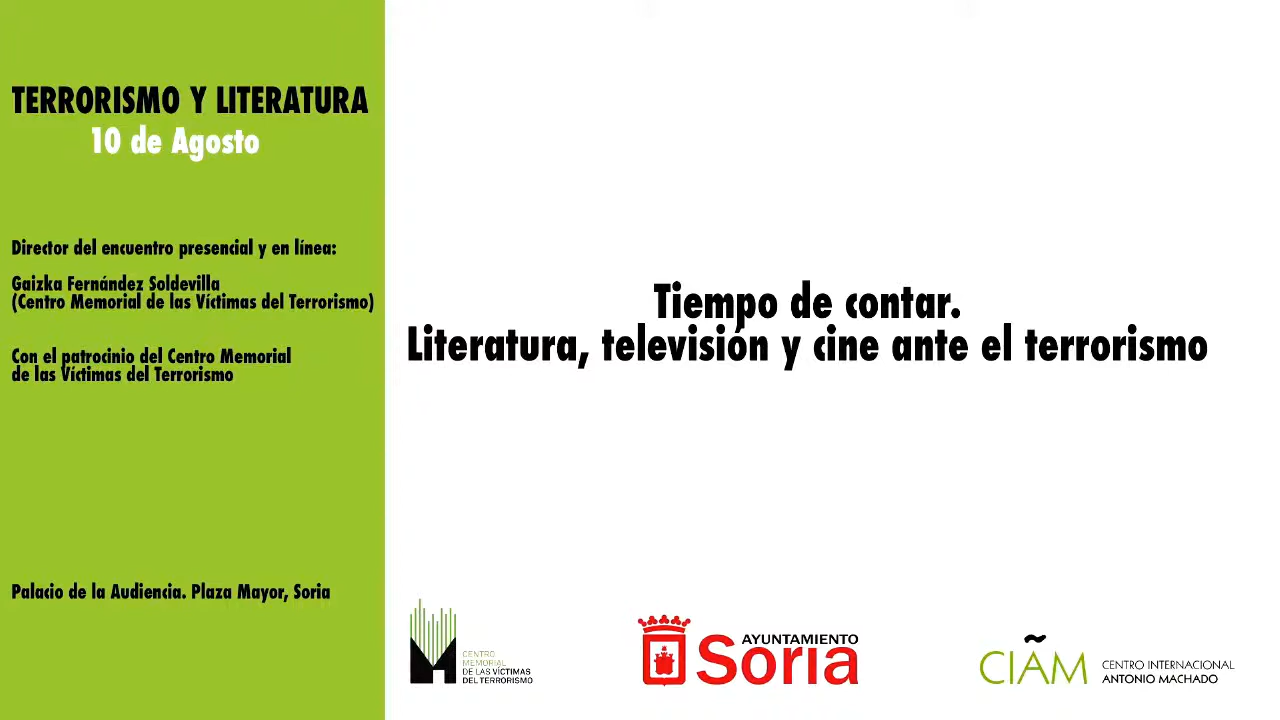 TERRORISMO Y LITERATURA
10 de Agosto
Director del encuentro presencial y en línea:
Gaizka Fernández Soldevilla
(Centro Memorial de las Víctimas del Terrorismo)
Con el patrocinio del Centro Memorial
de las Víctimas del Terrorismo
Palacio de la Audiencia. Plaza Mayor, Soria
Tiempo de contar.
Literatura, televisión y cine ante el terrorismo
CENTRO
MEMORIAL
DE LAS VÍCTIMAS
DEL TERRORISMO
AYUNTAMIENTO
Soria
CIÃM
CENTRO INTERNACIONAL
ANTONIO MACHADO